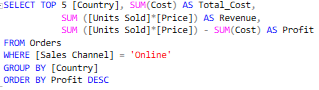 SELECT TOP 5 [Country], SUM(Cost) AS Total_Cost,
SUM ([Units Sold]*[Price]) AS Revenue,
SUM ([Units Sold]*[Price]) - SUM(Cost) AS Profit
FROM Orders
WHERE [Sales Channel] = 'Online'
GROUP BY [Country]
ORDER BY Profit DESC